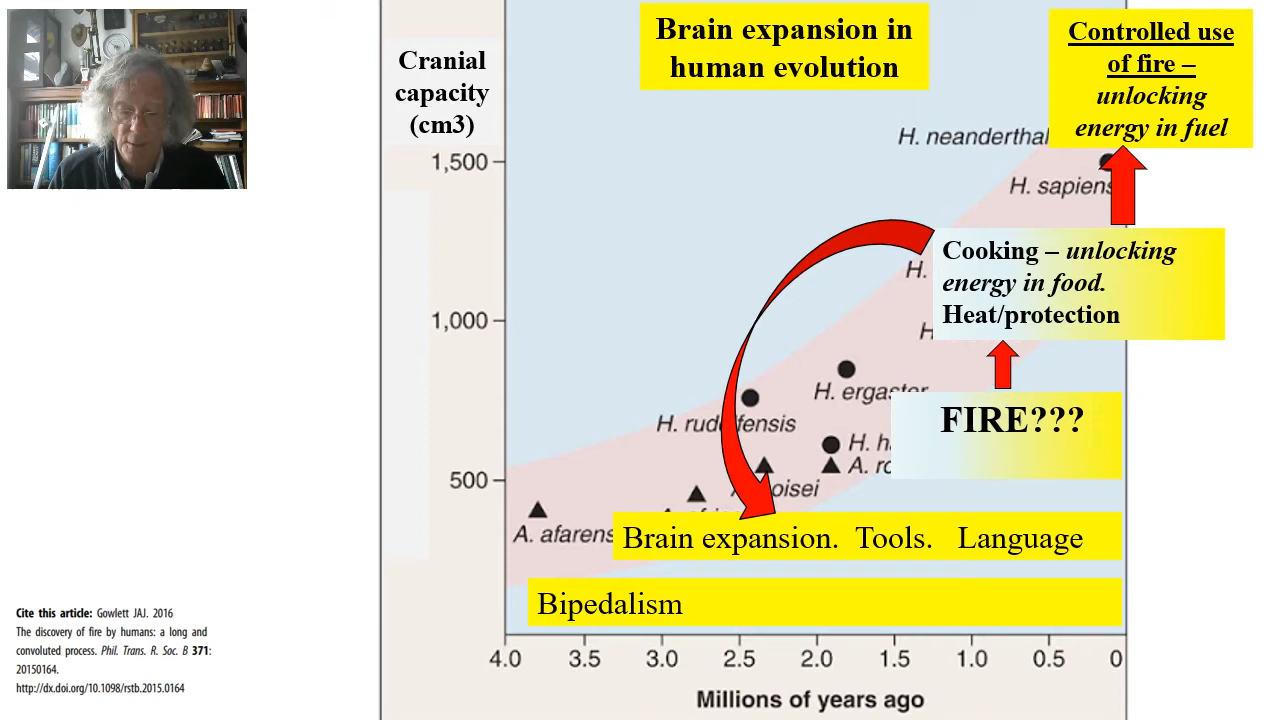 Brain expansion in
human evolution
Controlled use
of fire –
unlocking
energy in fuel
Cranial
capacity
(cm3)
1,500
1,000
500
H. neanderthal
H. sapiens
Cooking – unlocking
energy in food.
Heat/protection
H.
H
H. ergaster
FIRE???
H. rudolfensis
H. h
A. ro
oisei
A. afarens
Brain expansion. Tools. Language
Bipedalism
4.0 3.5 3.0 2.5 2.0 1.5 1.0 0.5 0
Millions of years ago
Cite this article: Gowlett JAJ. 2016
The discovery of fire by humans: a long and
convoluted process. Phil. Trans. R. Soc. B 371:
20150164.
http://dx.doi.org/10.1098/rstb.2015.0164